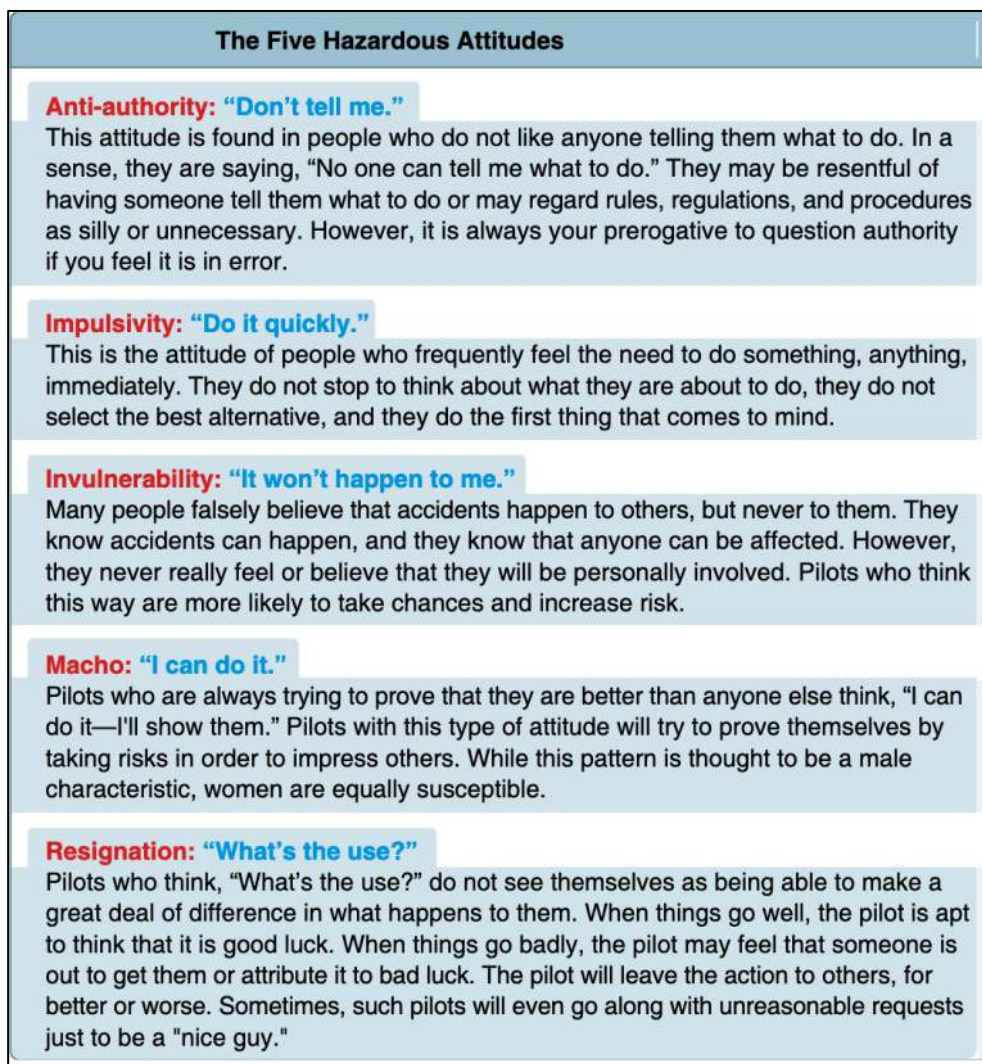 The Five Hazardous Attitudes
Anti-authority: “Don’t tell me.”
This attitude is found in people who do not like anyone telling them what to do. In a
sense, they are saying, “No one can tell me what to do.” They may be resentful of
having someone tell them what to do or may regard rules, regulations, and procedures
as silly or unnecessary. However, it is always your prerogative to question authority
if you feel it is in error.
Impulsivity: “Do it quickly.”
This is the attitude of people who frequently feel the need to do something, anything,
immediately. They do not stop to think about what they are about to do, they do not
select the best alternative, and they do the first thing that comes to mind.
Invulnerability: “It won’t happen to me.”
Many people falsely believe that accidents happen to others, but never to them. They
know accidents can happen, and they know that anyone can be affected. However,
they never really feel or believe that they will be personally involved. Pilots who think
this way are more likely to take chances and increase risk.
Macho: “I can do it.”
Pilots who are always trying to prove that they are better than anyone else think, “I can
do it—I'll show them.” Pilots with this type of attitude will try to prove themselves by
taking risks in order to impress others. While this pattern is thought to be a male
characteristic, women are equally susceptible.
Resignation: “What’s the use?”
Pilots who think, “What’s the use?” do not see themselves as being able to make a
great deal of difference in what happens to them. When things go well, the pilot is apt
to think that it is good luck. When things go badly, the pilot may feel that someone is
out to get them or attribute it to bad luck. The pilot will leave the action to others, for
better or worse. Sometimes, such pilots will even go along with unreasonable requests
just to be a "nice guy."